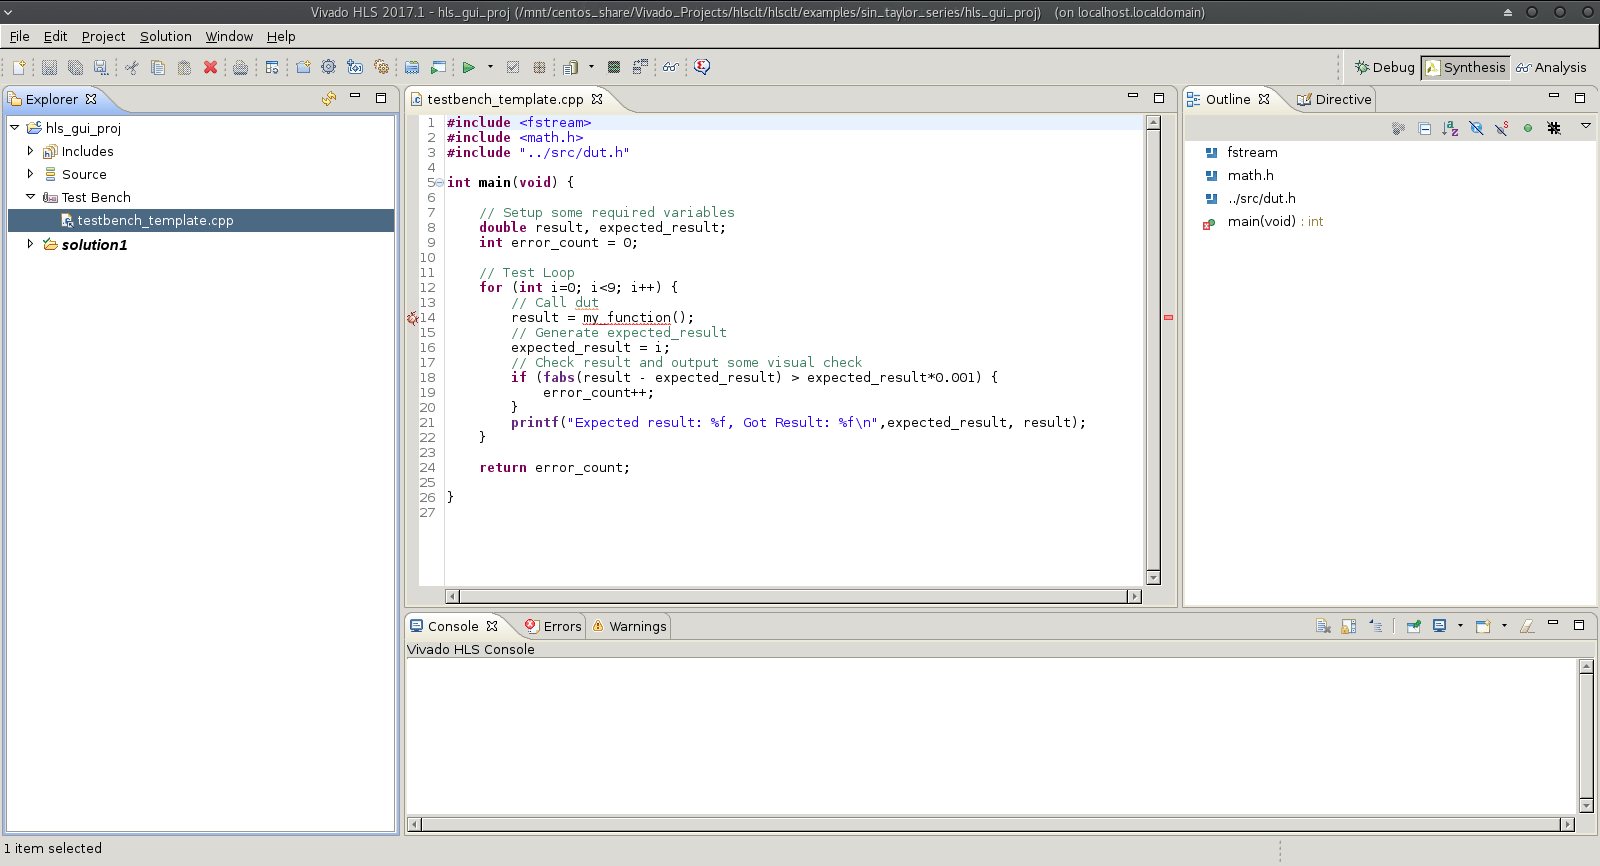 Vivado HLS 2017.1 - hls_gui_proj (/mnt/centos_share/Vivado_Projects/hlsclt/hlsclt/examples/sin_taylor_series/hls_gui_proj) (on localhost.localdomain)
File Edit Project Solution Window Help
Debug Synthesis Analysis
Explorer
hls_gui_proj
Includes
Source
Test Bench
testbench_template.cpp
solution1
testbench_template.cpp
1 #include <fstream>
2 #include <math.h>
3 #include "../src/dut.h"
4
5 int main(void) {
6
7 // Setup some required variables
8 double result, expected_result;
9 int error_count = 0;
10
11 // Test Loop
12 for (int i=0; i<9; i++) {
13 // Call dut
14 result = my_function();
15 // Generate expected_result
16 expected_result = i;
17 // Check result and output some visual check
18 if (fabs(result - expected_result) > expected_result*0.001) {
19 error_count++;
20 }
21 printf("Expected result: %f, Got Result: %f\n",expected_result, result);
22 }
23
24 return error_count;
25
26 }
27
Outline Directive
fstream
math.h
../src/dut.h
main(void) : int
Console Errors Warnings
Vivado HLS Console
1 item selected